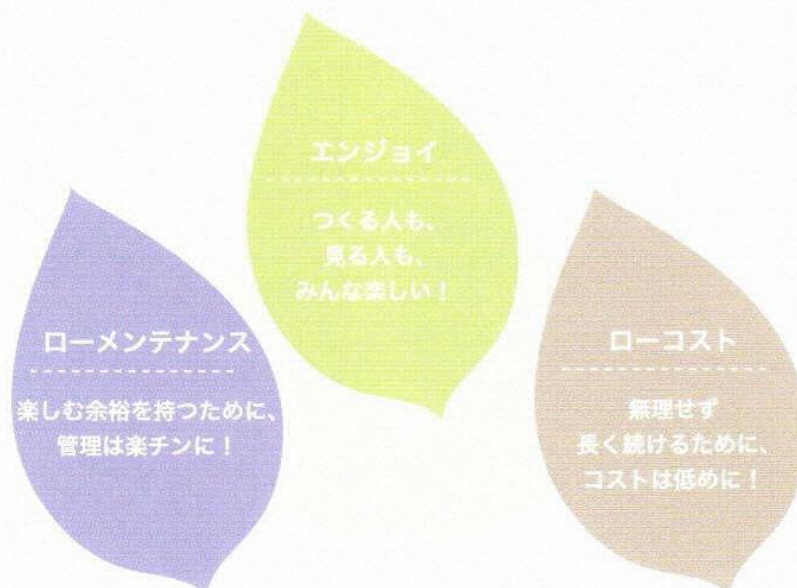 エンジョイ
つくる人も、
見る人も、
みんな楽しい！
ローメンテナンス
楽しむ余裕を持つために、
管理は楽チンに！
ローコスト
無理せず
長く続けるために、
コストは低めに！